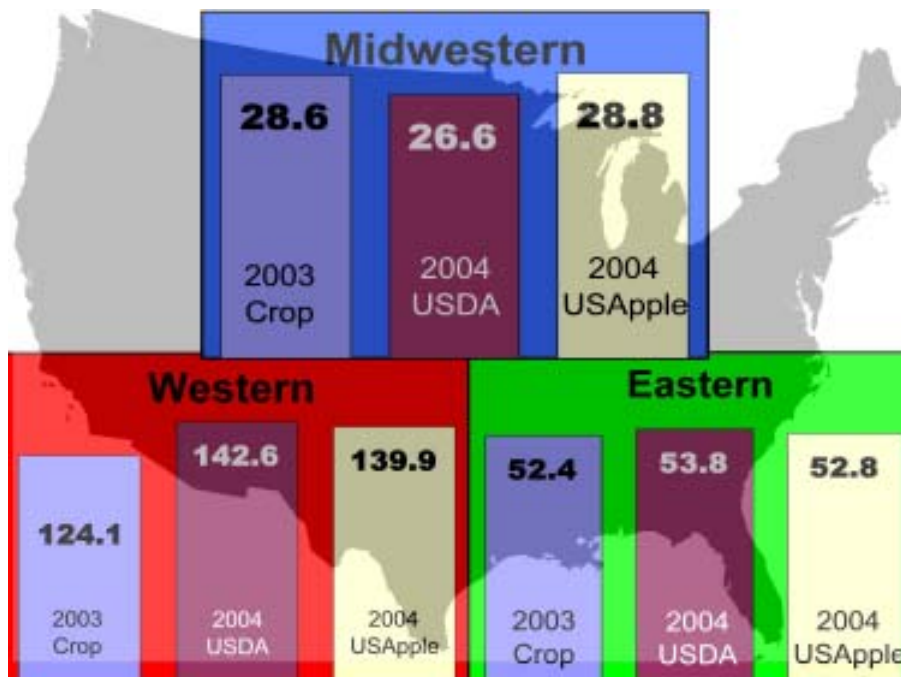 Midwestern
28.6
26.6
28.8
2003
Crop
2004
USDA
2004
USApple
Western
124.1
142.6
139.9
2003
Crop
2004
USDA
2004
USApple
Eastern
52.4
53.8
52.8
2003
Crop
2004
USDA
2004
USApple